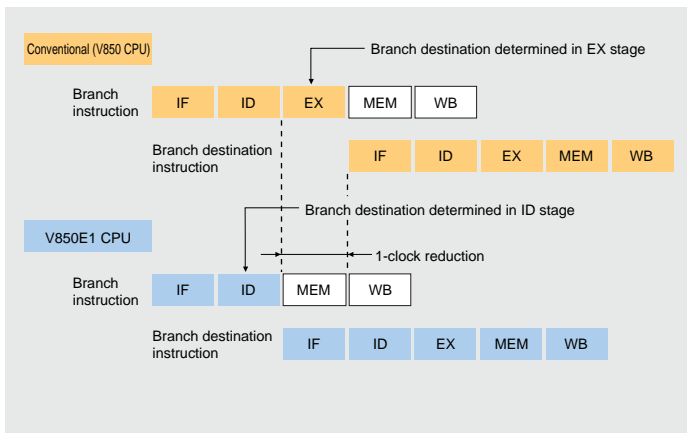 Conventional (V850 CPU)
Branch destination determined in EX stage
Branch
instruction
IF ID EX MEM WB
Branch destination
instruction
IF ID EX MEM WB
Branch destination determined in ID stage
V850E1 CPU
1-clock reduction
Branch
instruction
IF ID MEM WB
Branch destination
instruction
IF ID EX MEM WB